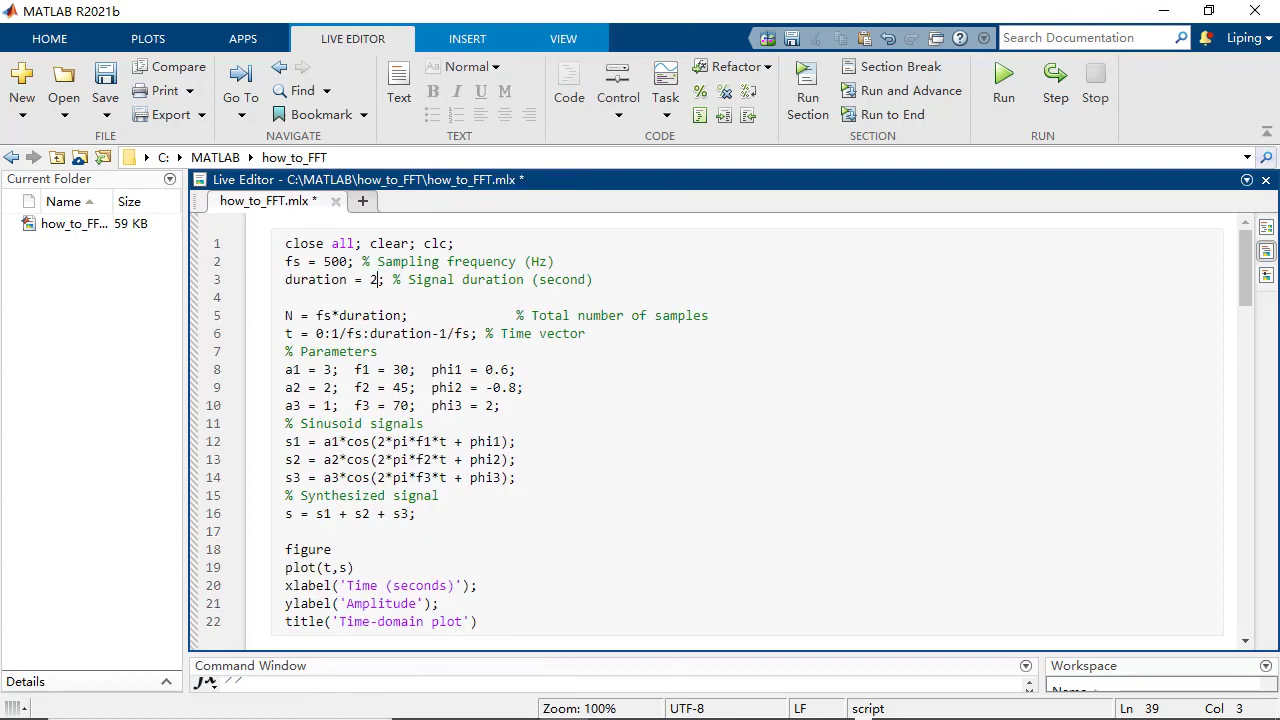 MATLAB R2021b
HOME PLOTS APPS LIVE EDITOR INSERT VIEW Search Documentation Liping
New Open Save Compare Print Export
FILE
Go To Find Bookmark
NAVIGATE
Text Aa Normal B I U M
TEXT
Code Control Task Refactor
CODE
Run Section Section Break Run and Advance Run to End
SECTION
Run Step Stop
RUN
C: MATLAB how_to_FFT
Current Folder
Name Size
how_to_FF... 59 KB
Live Editor - C:\MATLAB\how_to_FFT\how_to_FFT.mlx *
how_to_FFT.mlx *
1 close all; clear; clc;
2 fs = 500; % Sampling frequency (Hz)
3 duration = 2; % Signal duration (second)
4
5 N = fs*duration; % Total number of samples
6 t = 0:1/fs:duration-1/fs; % Time vector
7 % Parameters
8 a1 = 3; f1 = 30; phi1 = 0.6;
9 a2 = 2; f2 = 45; phi2 = -0.8;
10 a3 = 1; f3 = 70; phi3 = 2;
11 % Sinusoid signals
12 s1 = a1*cos(2*pi*f1*t + phi1);
13 s2 = a2*cos(2*pi*f2*t + phi2);
14 s3 = a3*cos(2*pi*f3*t + phi3);
15 % Synthesized signal
16 s = s1 + s2 + s3;
17
18 figure
19 plot(t,s)
20 xlabel('Time (seconds)');
21 ylabel('Amplitude');
22 title('Time-domain plot')
Command Window
Workspace
fx
Details
Zoom: 100% UTF-8 LF script Ln 39 Col 3